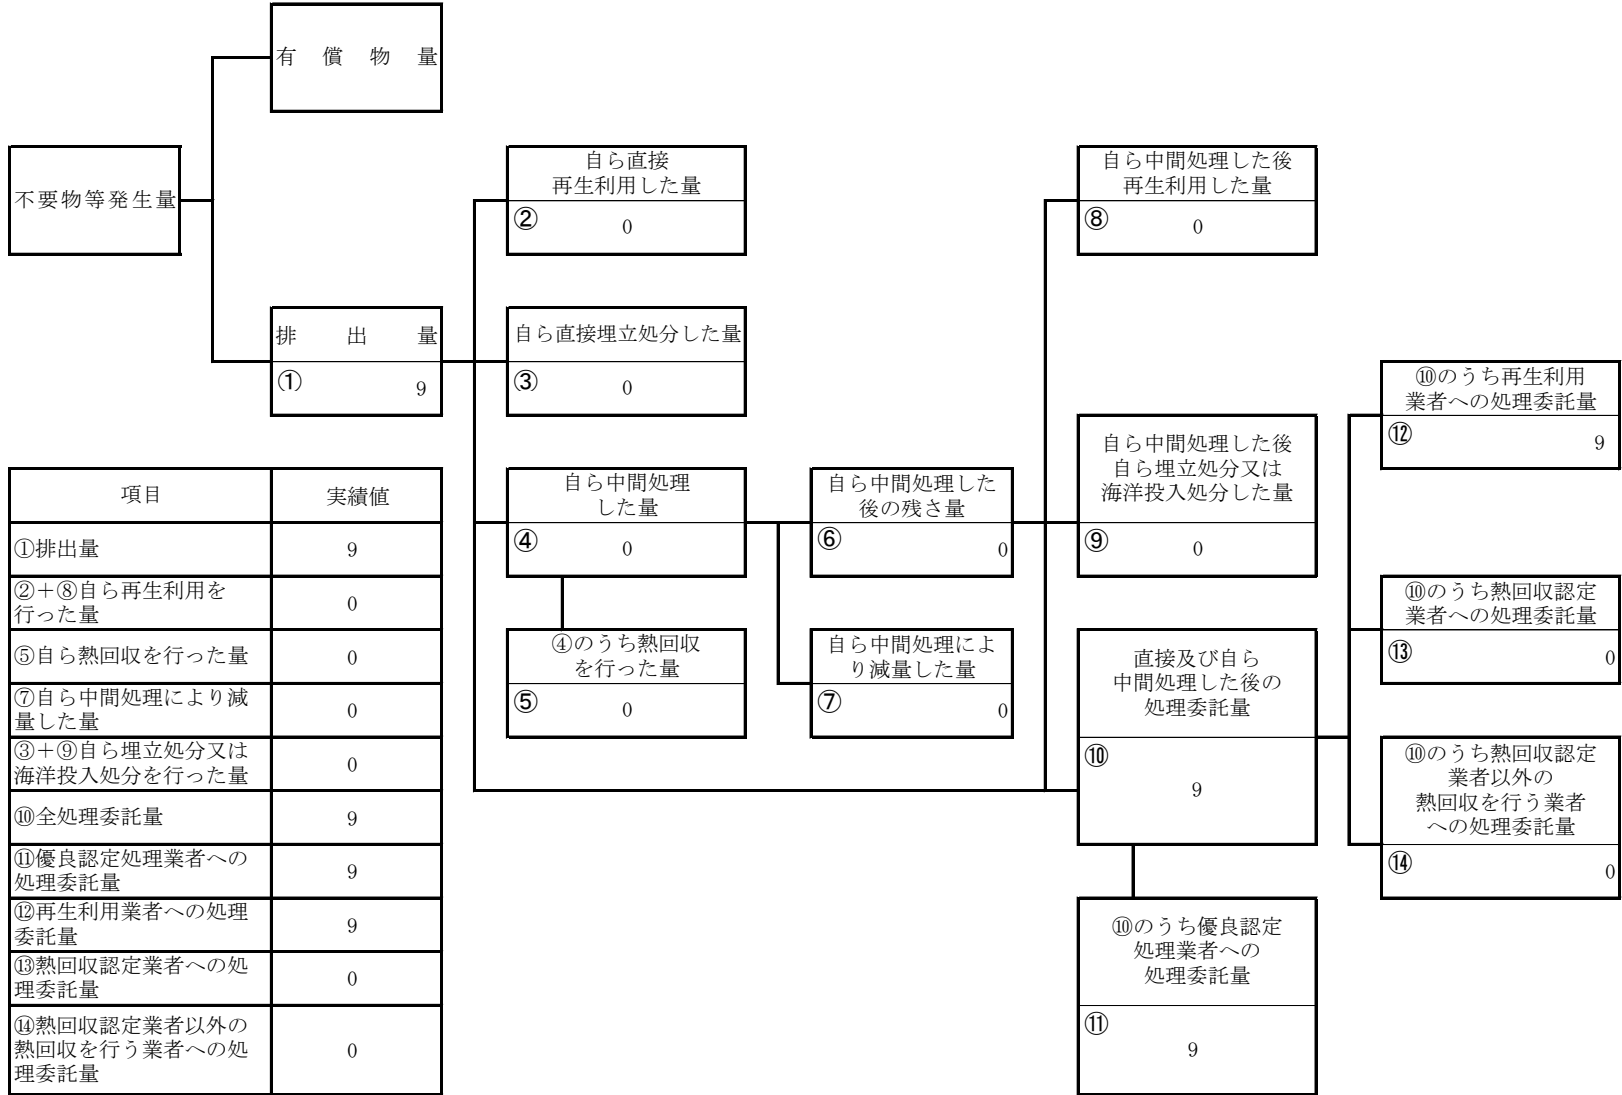 有償物量
不要物等発生量
排出量
① 9
自ら直接
再生利用した量
② 0
自ら直接埋立処分した量
③ 0
自ら中間処理
した量
④ 0
④のうち熱回収
を行った量
⑤ 0
自ら中間処理した
後の残さ量
⑥ 0
自ら中間処理によ
り減量した量
⑦ 0
自ら中間処理した後
再生利用した量
⑧ 0
自ら中間処理した後
自ら埋立処分又は
海洋投入処分した量
⑨ 0
直接及び自ら
中間処理した後の
処理委託量
⑩
9
⑩のうち優良認定
処理業者への
処理委託量
⑪
9
⑩のうち再生利用
業者への処理委託量
⑫ 9
⑩のうち熱回収認定
業者への処理委託量
⑬ 0
⑩のうち熱回収認定
業者以外の
熱回収を行う業者
への処理委託量
⑭ 0
項目 実績値
①排出量 9
②+⑧自ら再生利用を
行った量 0
⑤自ら熱回収を行った量 0
⑦自ら中間処理により減
量した量 0
③+⑨自ら埋立処分又は
海洋投入処分を行った量 0
⑩全処理委託量 9
⑪優良認定処理業者への
処理委託量 9
⑫再生利用業者への処理
委託量 9
⑬熱回収認定業者への処
理委託量 0
⑭熱回収認定業者以外の
熱回収を行う業者への処 0
理委託量